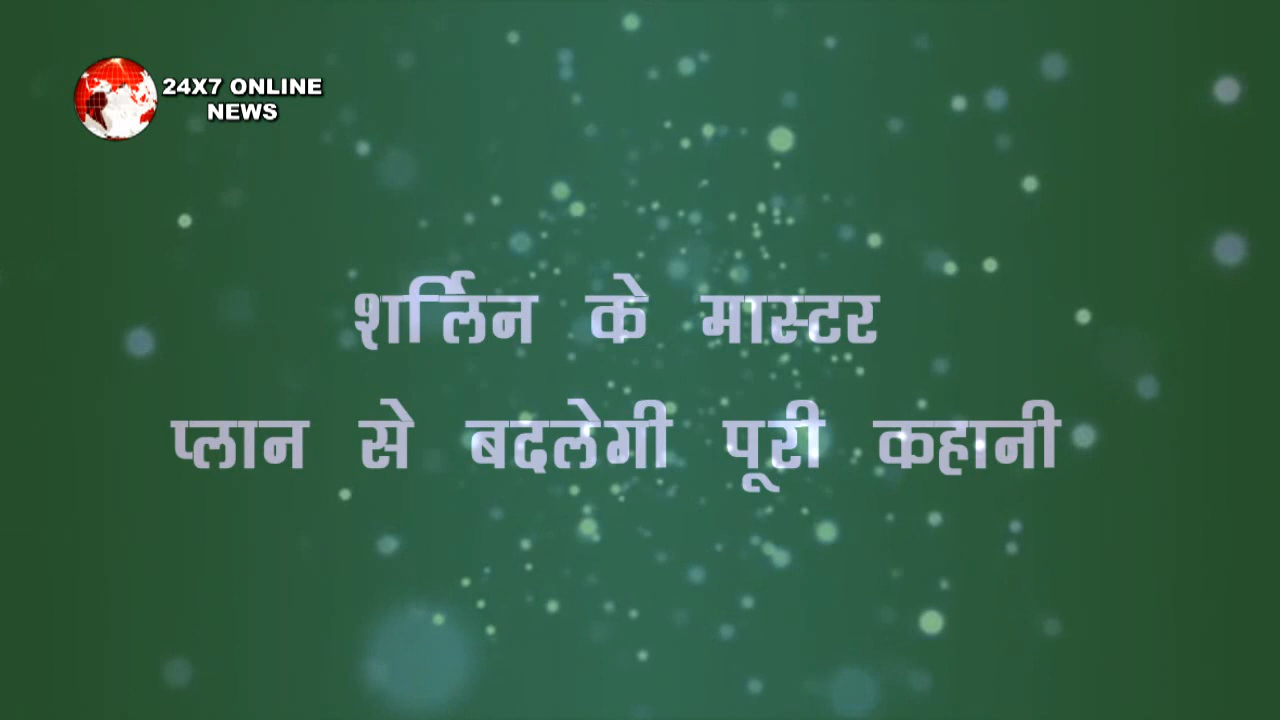 24X7 ONLINE
NEWS
शर्लिन के मास्टर
प्लान से बदलेगी पूरी कहानी